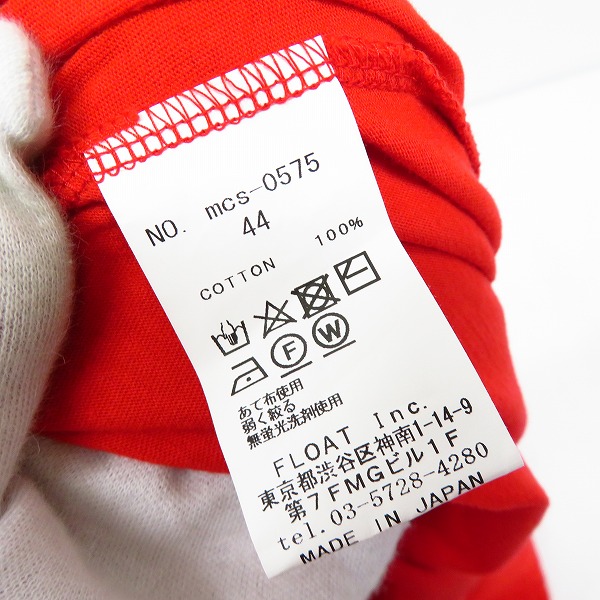 NO. mcs-0575
44
COTTON 100%
F W
あて布使用
弱く絞る
無蛍光洗剤使用
FLOAT Inc.
東京都渋谷区神南1-14-9
第7FMGビル1F
tel.03-5728-4280
MADE IN JAPAN